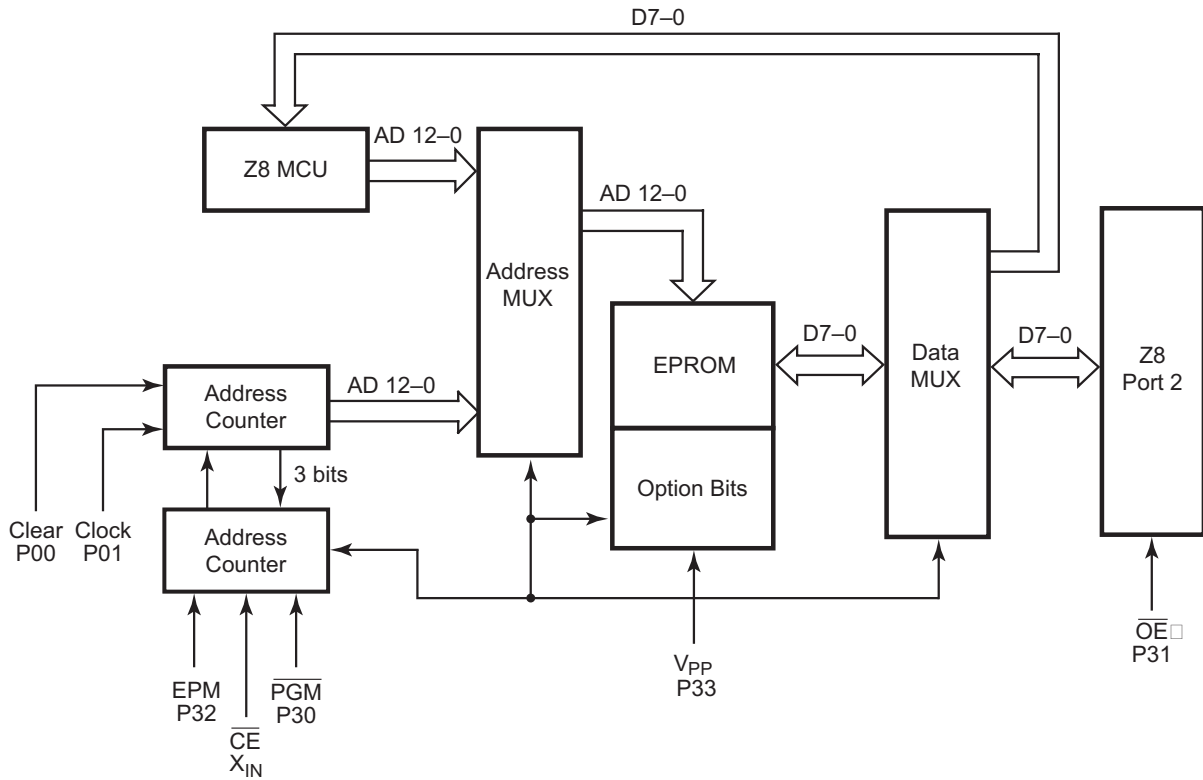 D7–0
AD 12–0
Z8 MCU
AD 12–0
Address
MUX
EPROM
D7–0
Data
MUX
D7–0
Z8
Port 2
Address
Counter
AD 12–0
3 bits
Option Bits
Clear
P00
Clock
P01
Address
Counter
EPM
P32
CE
XIN
PGM
P30
VPP
P33
OE
P31